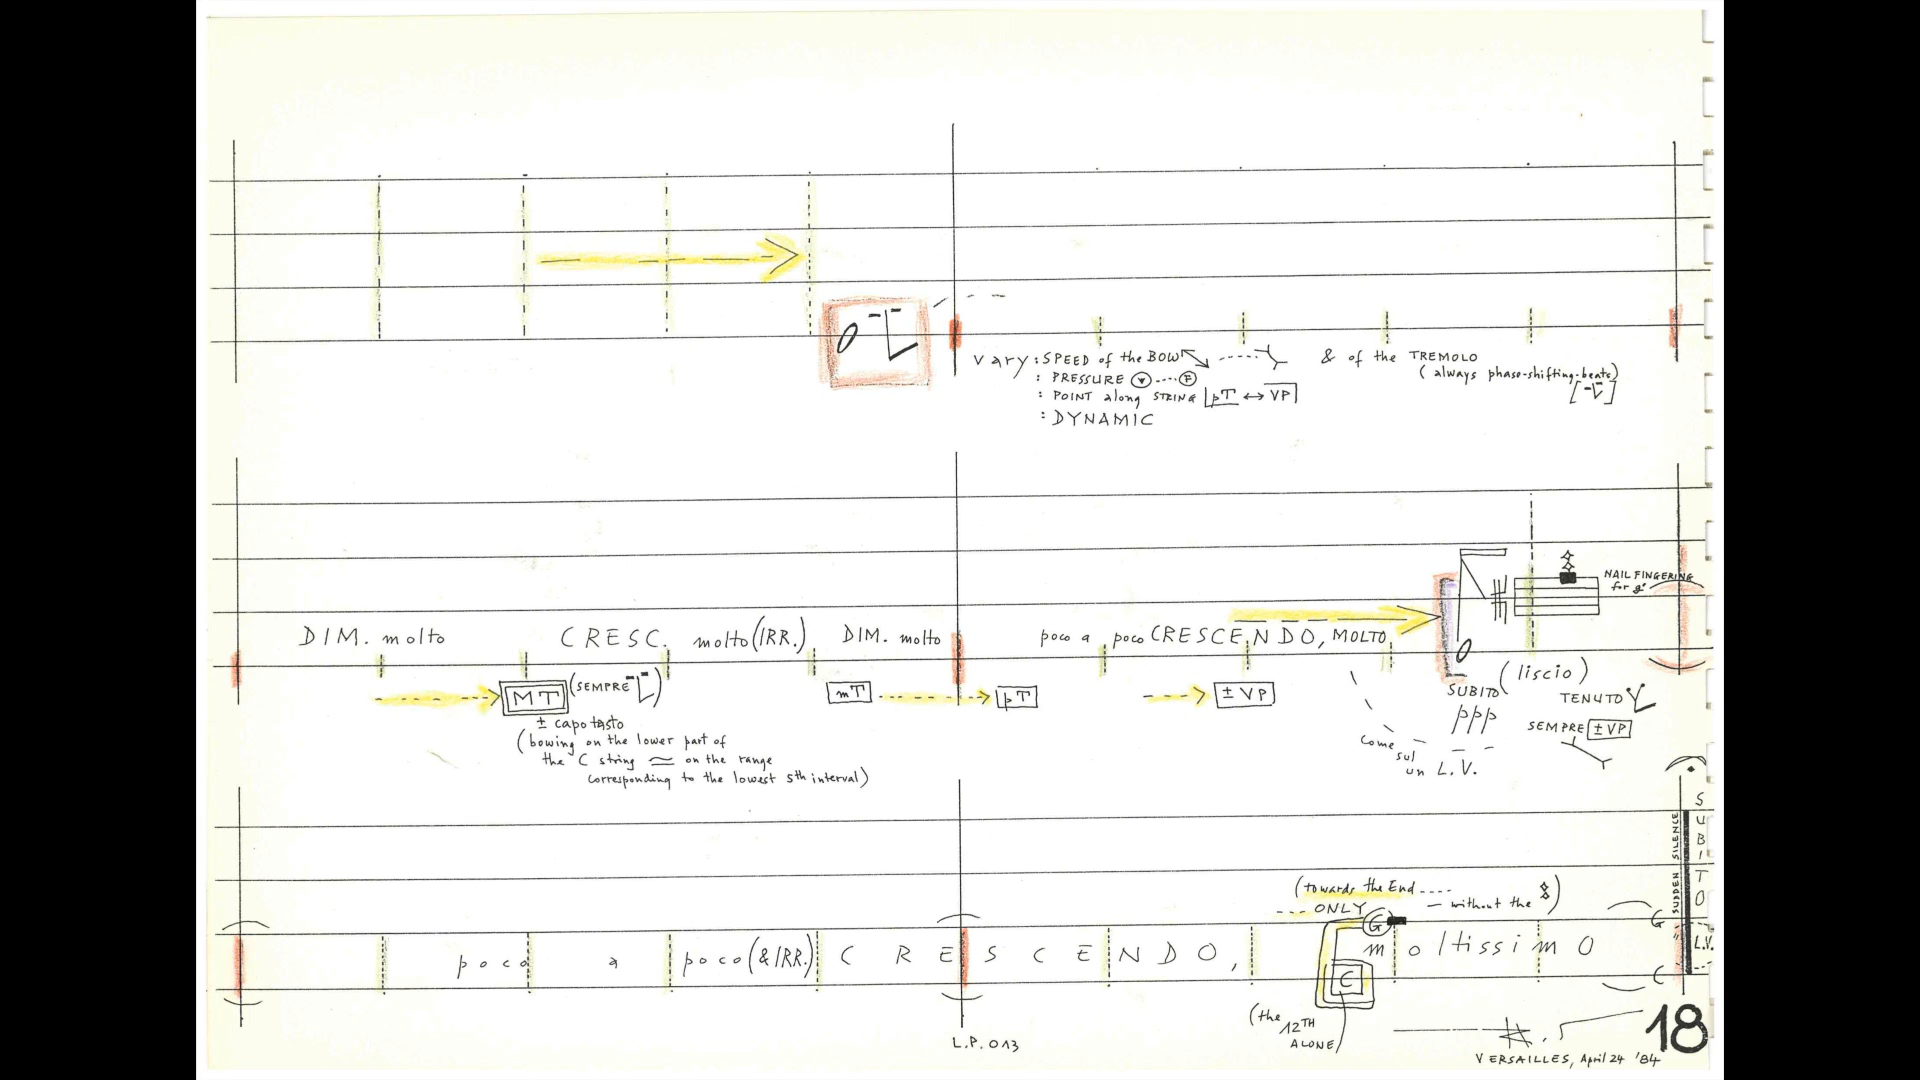 vary : SPEED of the BOW & of the TREMOLO
(always phase-shifting-beats)
: PRESSURE
: POINT along STRING pT ↔ VP
: DYNAMIC
NAIL FINGERING
for g'
DIM. molto CRESC. molto (IRR.) DIM. molto poco a poco CRESCENDO, MOLTO
MT (SEMPRE) mT pT ± VP
± capotasto
(bowing on the lower part of
the C string ≃ on the range
corresponding to the lowest 5th interval)
(liscio)
SUBITO
ppp
TENUTO
SEMPRE ± VP
Come sul
un L.V.
SUDDEN SILENCE
SUBITO
(towards the End ----
---- ONLY — without the )
G
G
poco a poco (& IRR.) CRESCENDO, moltissimo
L.V.
C
C
(the
12TH
ALONE)
L.P. 013
18
VERSAILLES, April 24 '84